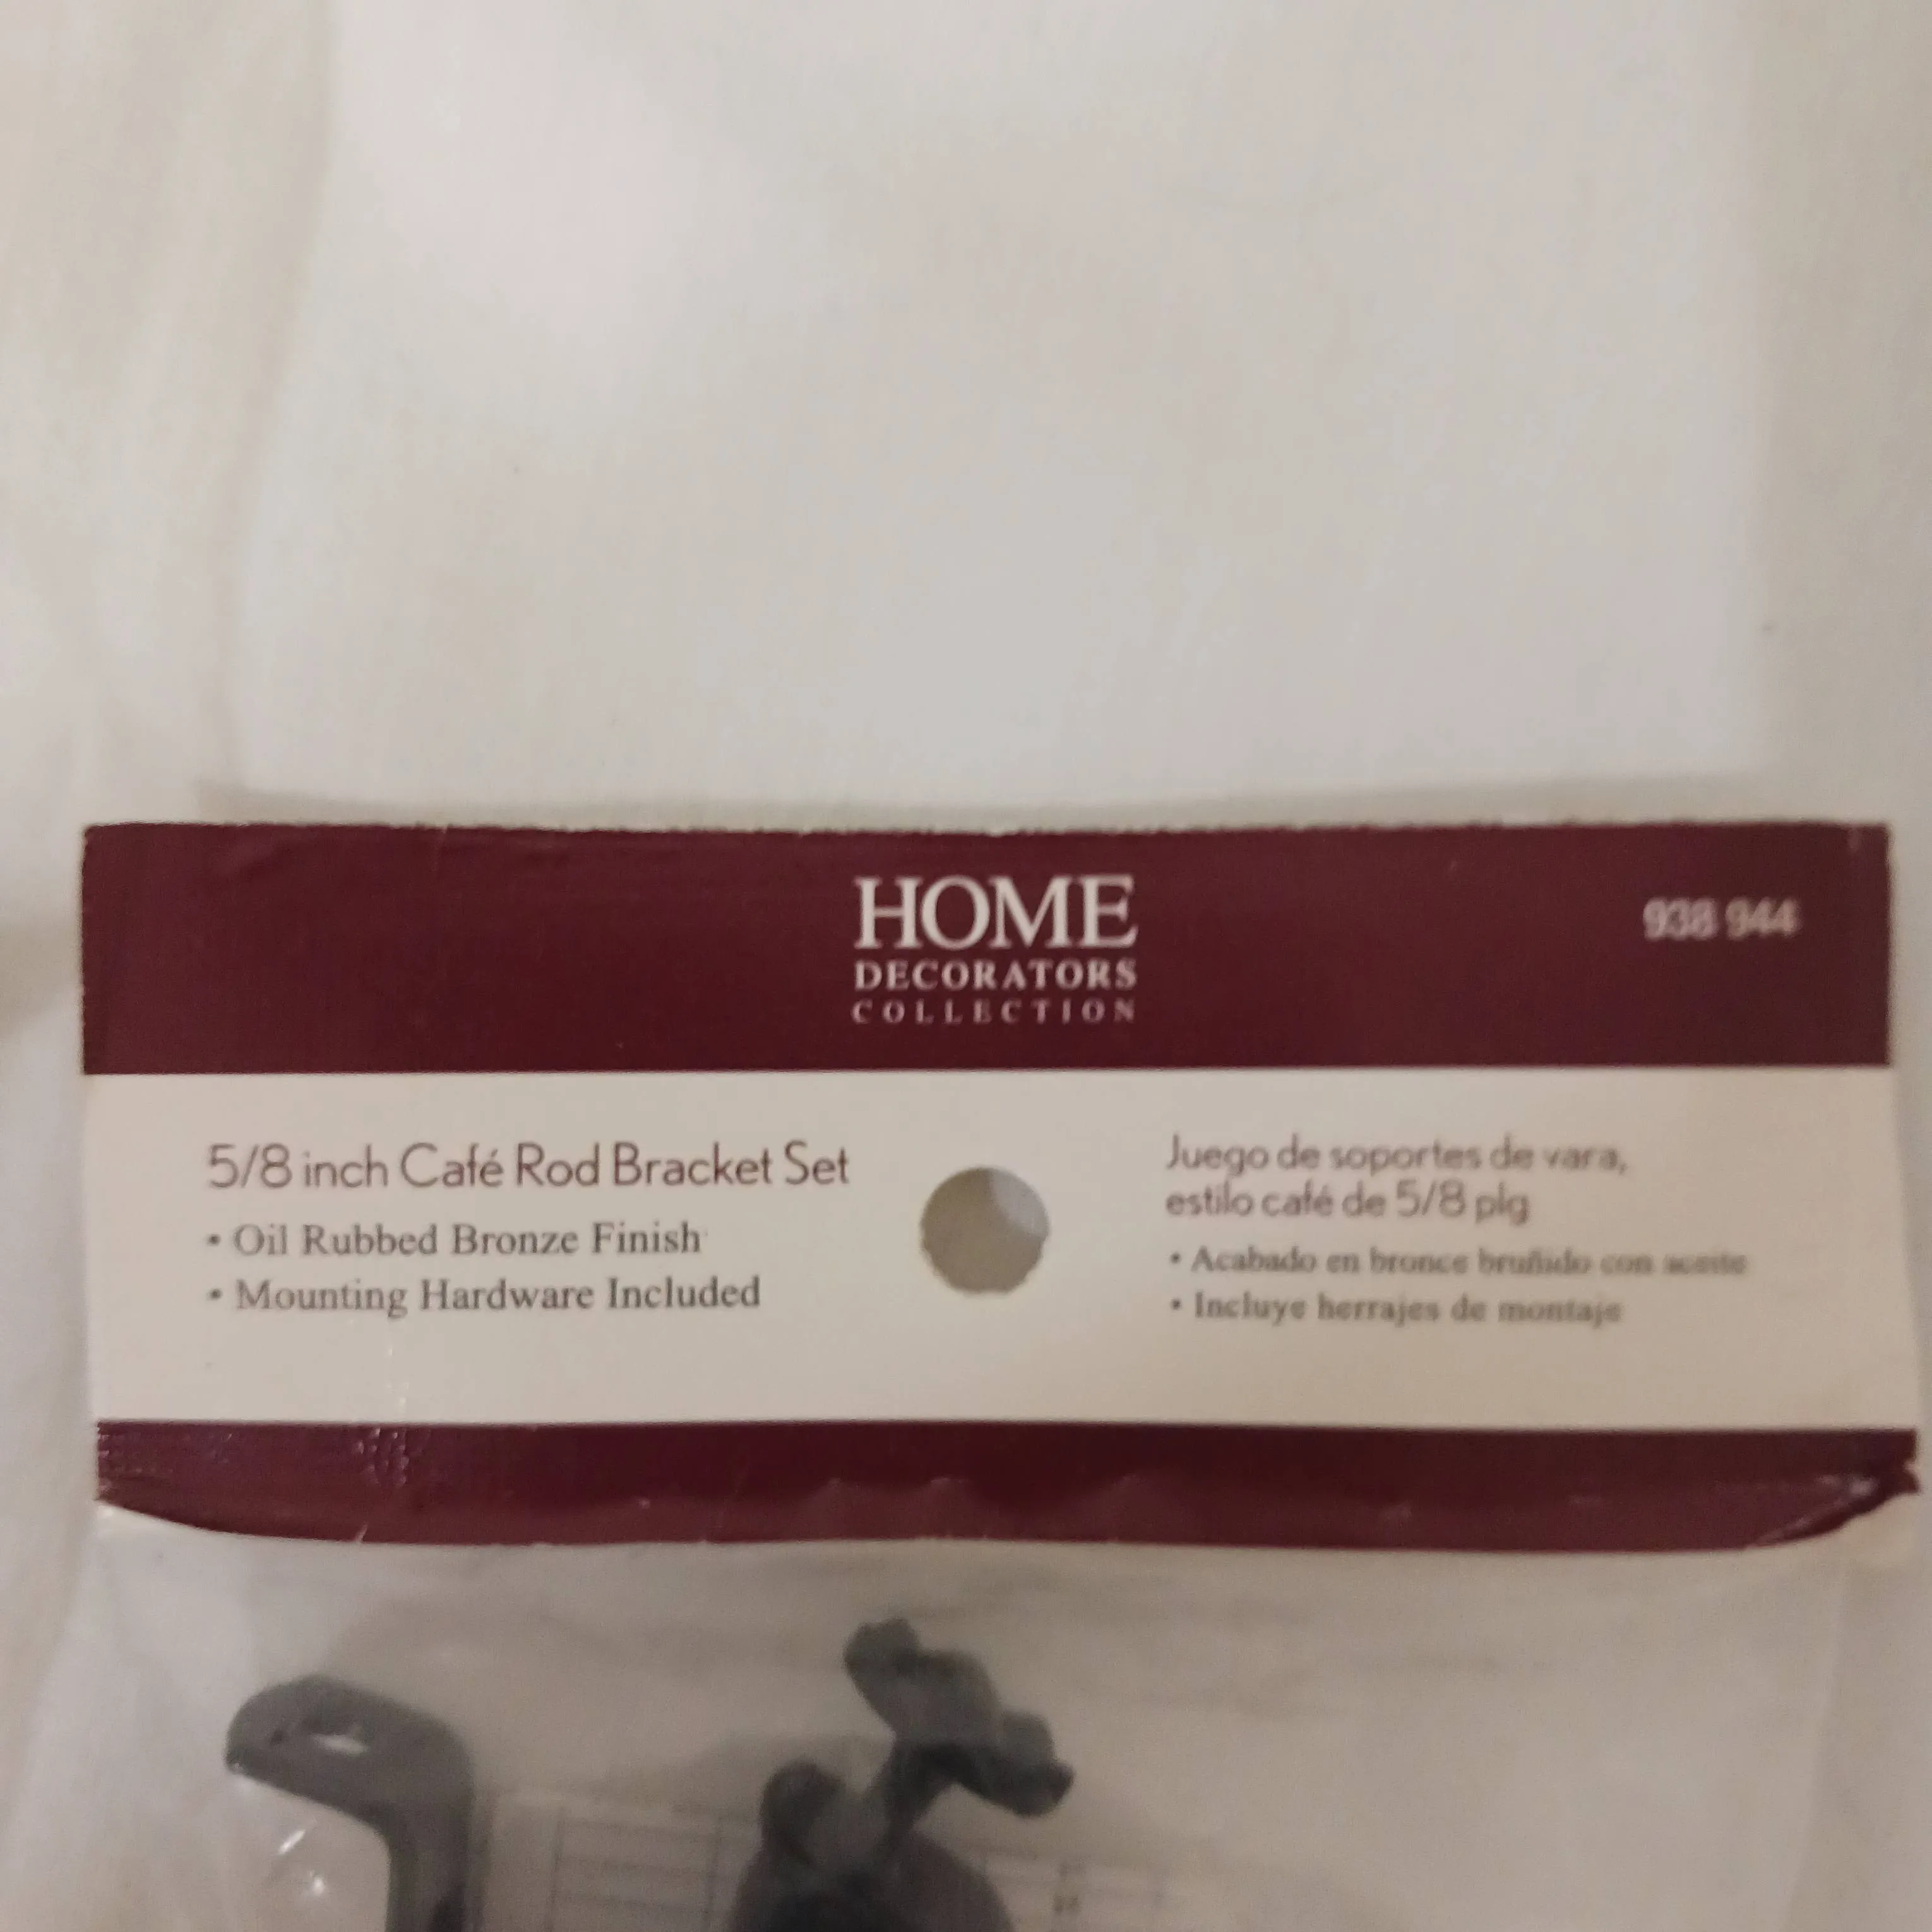 HOME
DECORATORS
COLLECTION
938 944
5/8 inch Café Rod Bracket Set
• Oil Rubbed Bronze Finish
• Mounting Hardware Included
Juego de soportes de vara,
estilo café de 5/8 plg
• Acabado en bronce bruñido con aceite
• Incluye herrajes de montaje